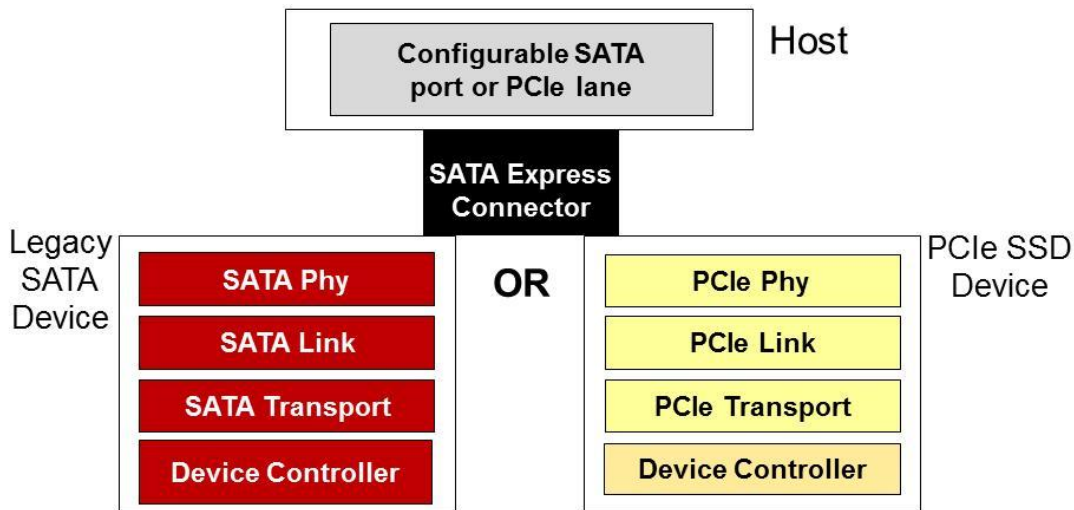 Configurable SATA
port or PCIe lane
Host
SATA Express
Connector
Legacy
SATA
Device
SATA Phy
SATA Link
SATA Transport
Device Controller
OR
PCIe SSD
Device
PCIe Phy
PCIe Link
PCIe Transport
Device Controller